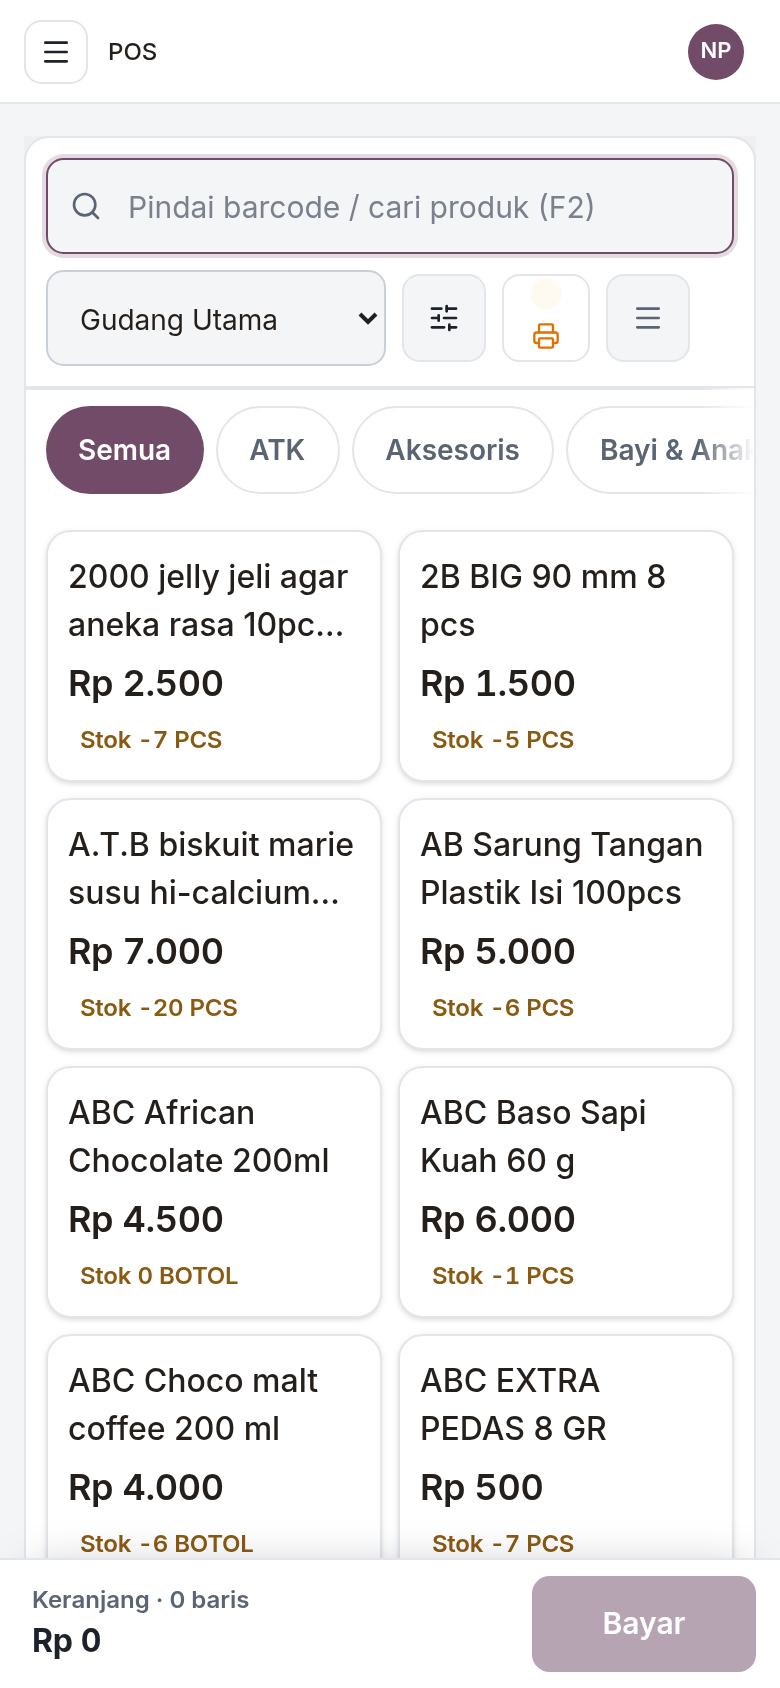 POS
NP
Pindai barcode / cari produk (F2)
Gudang Utama
Semua
ATK
Aksesoris
Bayi & Anak
2000 jelly jeli agar
aneka rasa 10pc...
Rp 2.500
Stok -7 PCS
2B BIG 90 mm 8
pcs
Rp 1.500
Stok -5 PCS
A.T.B biskuit marie
susu hi-calcium...
Rp 7.000
Stok -20 PCS
AB Sarung Tangan
Plastik Isi 100pcs
Rp 5.000
Stok -6 PCS
ABC African
Chocolate 200ml
Rp 4.500
Stok 0 BOTOL
ABC Baso Sapi
Kuah 60 g
Rp 6.000
Stok -1 PCS
ABC Choco malt
coffee 200 ml
Rp 4.000
Stok -6 BOTOL
ABC EXTRA
PEDAS 8 GR
Rp 500
Stok -7 PCS
Keranjang · 0 baris
Rp 0
Bayar